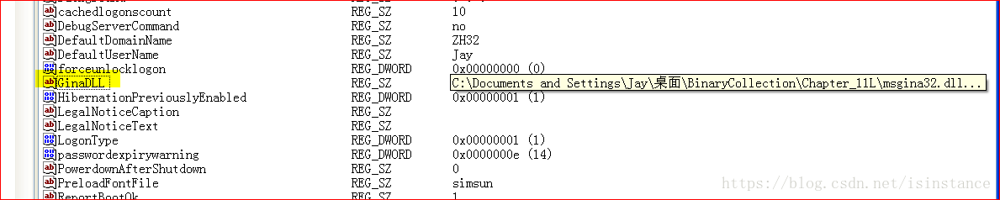 cachedlogonscount REG_SZ 10
DebugServerCommand REG_SZ no
DefaultDomainName REG_SZ ZH32
DefaultUserName REG_SZ Jay
forceunlocklogon REG_DWORD 0x00000000 (0)
GinaDLL REG_SZ C:\Documents and Settings\Jay\桌面\BinaryCollection\Chapter_11L\msgina32.dll...
HibernationPreviouslyEnabled REG_DWORD 0x00000001 (1)
LegalNoticeCaption REG_SZ
LegalNoticeText REG_SZ
LogonType REG_DWORD 0x00000001 (1)
passwordexpirywarning REG_DWORD 0x0000000e (14)
PowerdownAfterShutdown REG_SZ 0
PreloadFontFile REG_SZ simsun
ReportBootOk REG_SZ 1
https://blog.csdn.net/isinstance